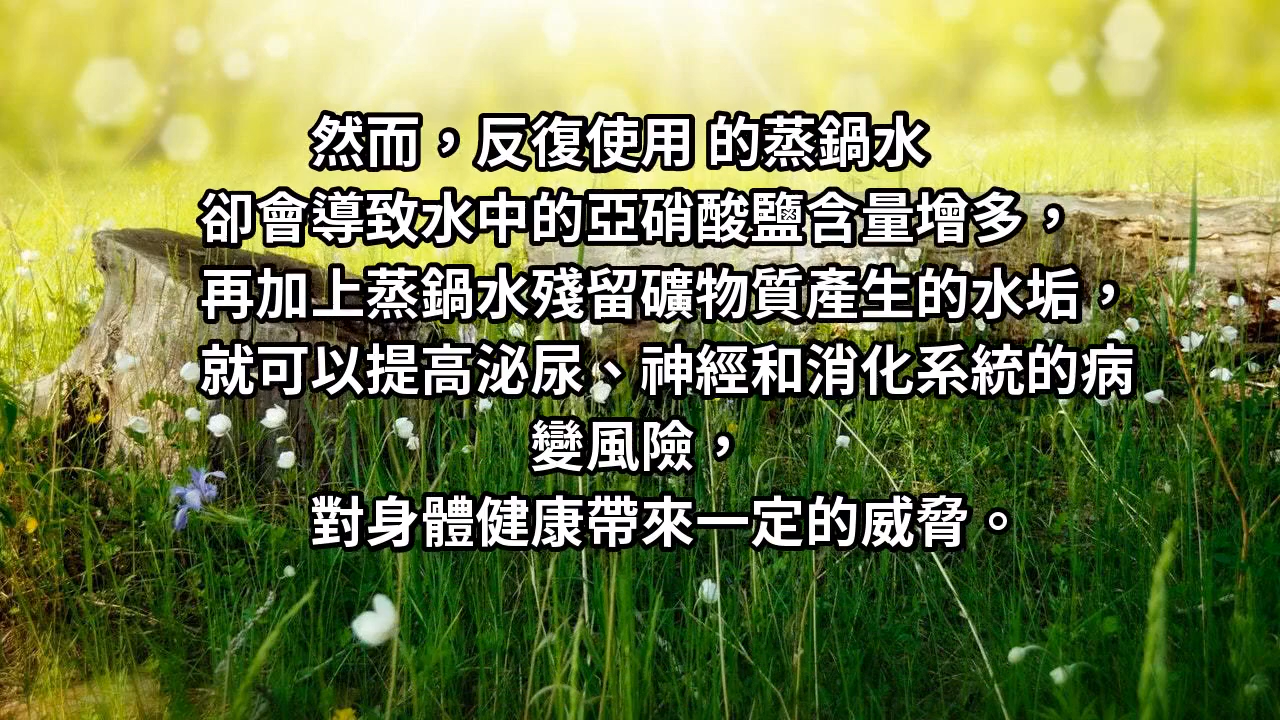 然而，反復使用 的蒸鍋水
卻會導致水中的亞硝酸鹽含量增多，
再加上蒸鍋水殘留礦物質產生的水垢，
就可以提高泌尿、神經和消化系統的病
變風險，
對身體健康帶來一定的威脅。